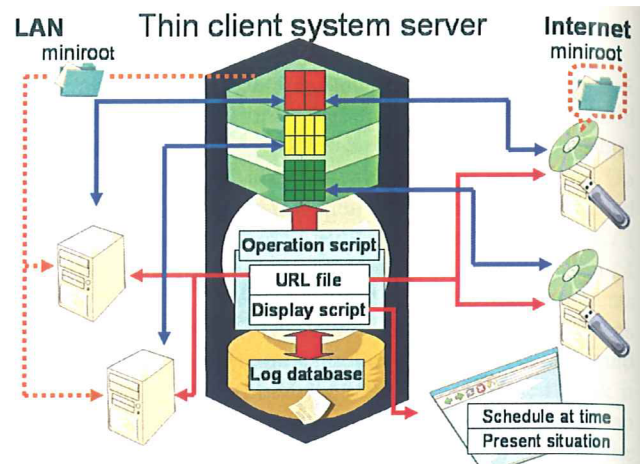 LAN
Thin client system server
Internet
miniroot
miniroot
Operation script
URL file
Display script
Log database
Schedule at time
Present situation